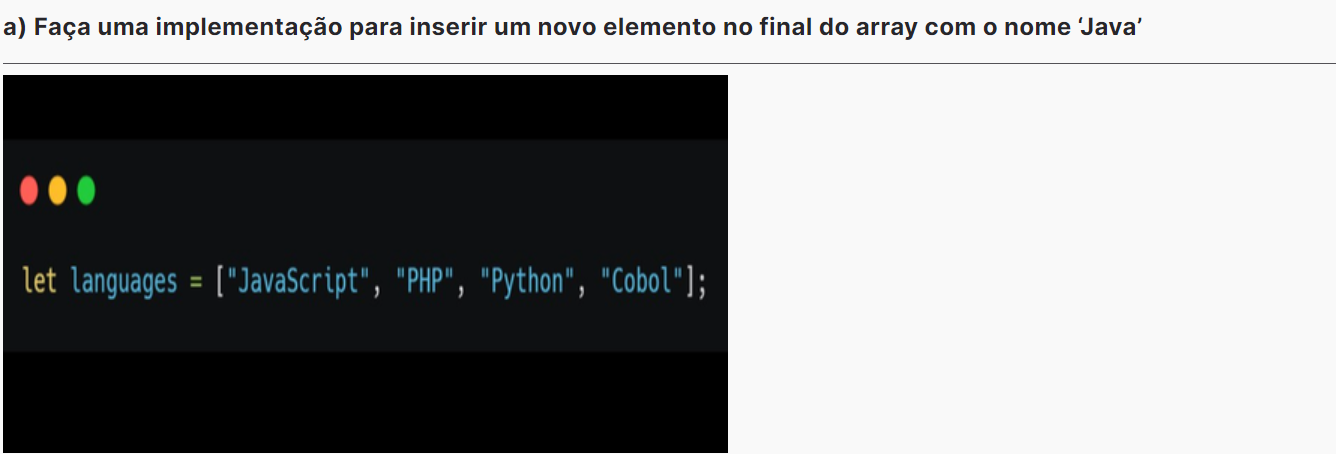 a) Faça uma implementação para inserir um novo elemento no final do array com o nome ‘Java’
let languages = ["JavaScript", "PHP", "Python", "Cobol"];